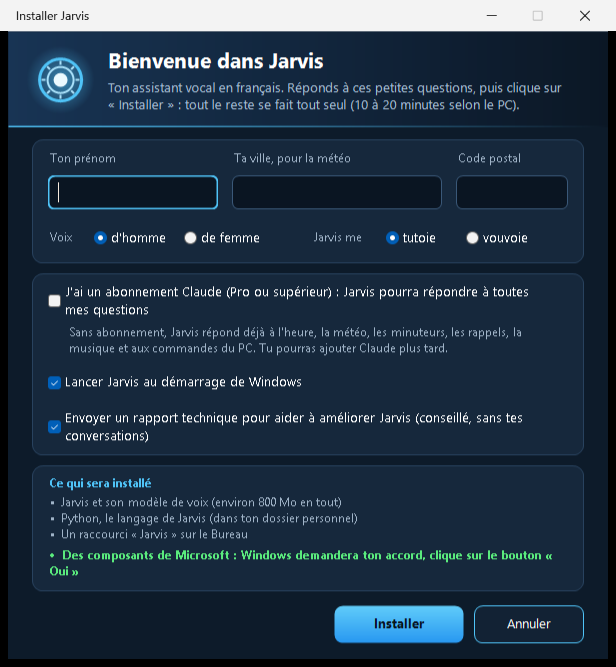 Installer Jarvis
Bienvenue dans Jarvis
Ton assistant vocal en français. Réponds à ces petites questions, puis clique sur
« Installer » : tout le reste se fait tout seul (10 à 20 minutes selon le PC).
Ton prénom Ta ville, pour la météo Code postal
Voix d'homme de femme Jarvis me tutoie vouvoie
J'ai un abonnement Claude (Pro ou supérieur) : Jarvis pourra répondre à toutes
mes questions
Sans abonnement, Jarvis répond déjà à l'heure, la météo, les minuteurs, les rappels, la
musique et aux commandes du PC. Tu pourras ajouter Claude plus tard.
Lancer Jarvis au démarrage de Windows
Envoyer un rapport technique pour aider à améliorer Jarvis (conseillé, sans tes
conversations)
Ce qui sera installé
• Jarvis et son modèle de voix (environ 800 Mo en tout)
• Python, le langage de Jarvis (dans ton dossier personnel)
• Un raccourci « Jarvis » sur le Bureau
• Des composants de Microsoft : Windows demandera ton accord, clique sur le bouton «
Oui »
Installer Annuler